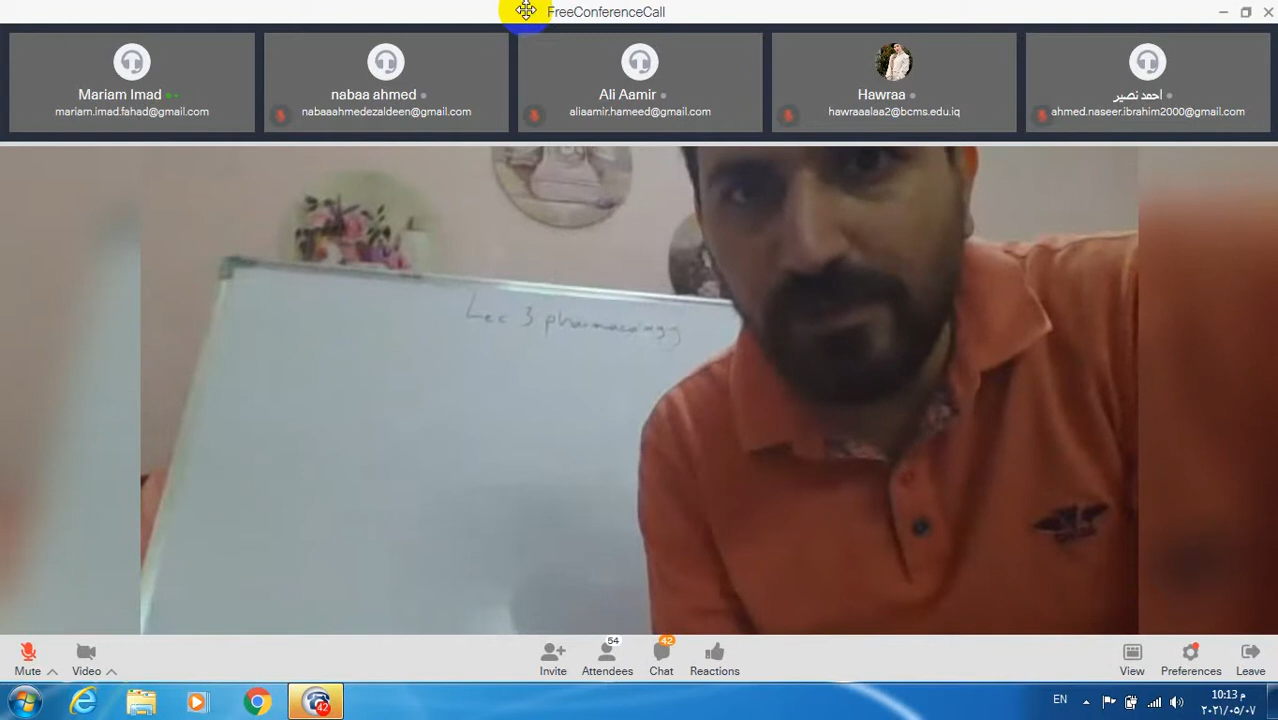 FreeConferenceCall
Mariam Imad
mariam.imad.fahad@gmail.com
nabaa ahmed
nabaaahmedezaldeen@gmail.com
Ali Aamir
aliaamir.hameed@gmail.com
Hawraa
hawraaalaa2@bcms.edu.iq
احمد نصير
ahmed.naseer.ibrahim2000@gmail.com
Lec 3 pharmacology
Mute
Video
Invite
54
Attendees
42
Chat
Reactions
View
Preferences
Leave
42
EN
10:13 م
٢٠٢١/٠٥/٠٧